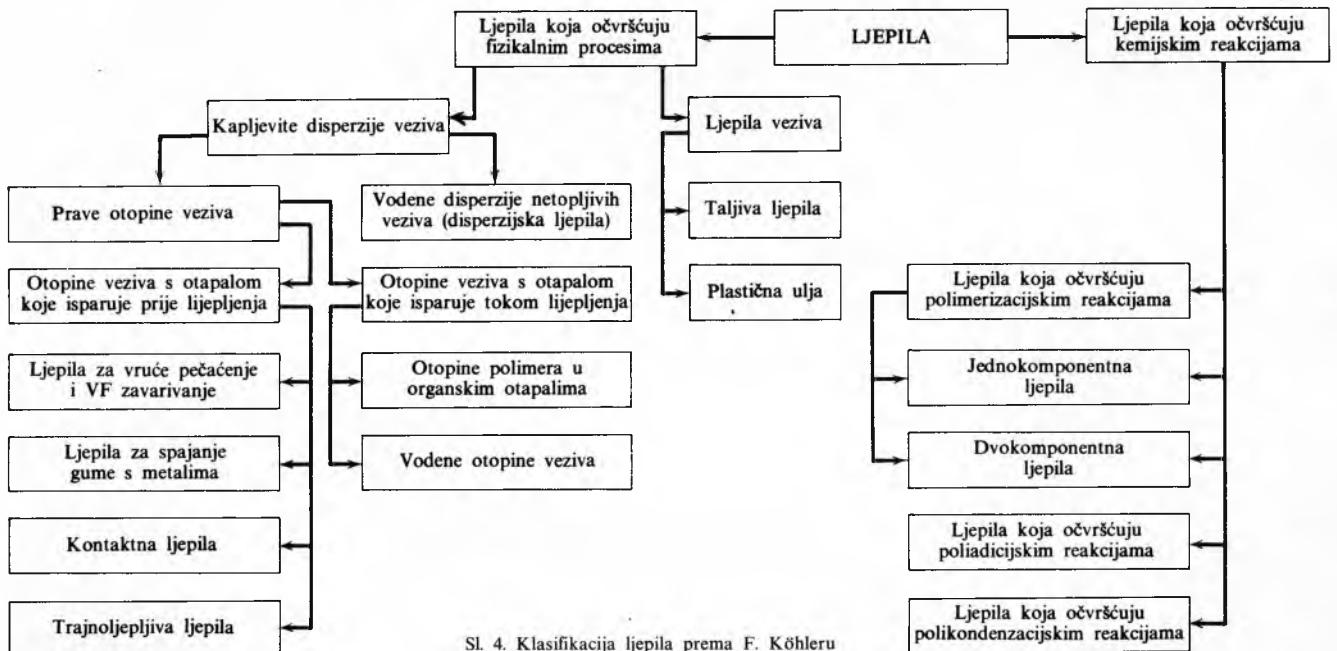 Ljepila koja očvršćuju
fizikalnim procesima
LJEPILA
Ljepila koja očvršćuju
kemijskim reakcijama
Kapljevite disperzije veziva
Ljepila veziva
Prave otopine veziva
Vodene disperzije netopljivih
veziva (disperzijska ljepila)
Taljiva ljepila
Otopine veziva s otapalom
koje isparuje prije lijepljenja
Otopine veziva s otapalom
koje isparuje tokom lijepljenja
Plastična ulja
Ljepila koja očvršćuju
polimerizacijskim reakcijama
Ljepila za vruće pečaćenje
i VF zavarivanje
Otopine polimera u
organskim otapalima
Jednokomponentna
ljepila
Ljepila za spajanje
gume s metalima
Vodene otopine veziva
Dvokomponentna
ljepila
Kontaktna ljepila
Ljepila koja očvršćuju
poliadicijskim reakcijama
Trajnoljepljiva ljepila
Ljepila koja očvršćuju
polikondenzacijskim reakcijama
Sl. 4. Klasifikacija ljepila prema F. Köhleru